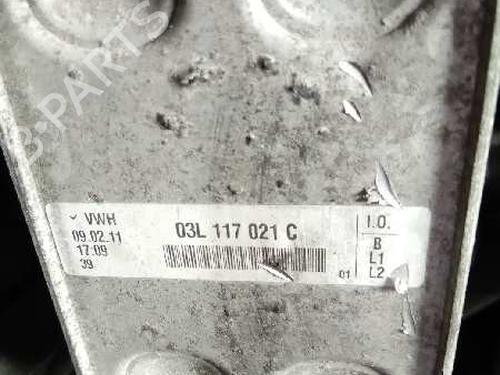 B-PARTS
VWH
09.02.11
17:09
39
03L 117 021 C
01
I.O.
B
L1
L2